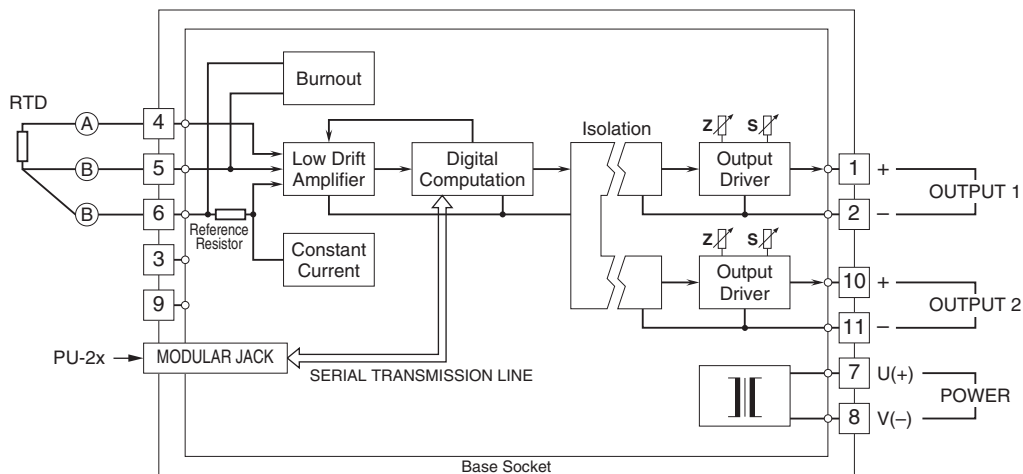 RTD
A
B
B
4
5
6
3
9
Burnout
Low Drift
Amplifier
Digital
Computation
Reference
Resistor
Constant
Current
Isolation
Z S
Output
Driver
Z S
Output
Driver
1 +
2 −
OUTPUT 1
10 +
11 −
OUTPUT 2
7 U(+)
8 V(−)
POWER
PU-2x
MODULAR JACK
SERIAL TRANSMISSION LINE
Base Socket